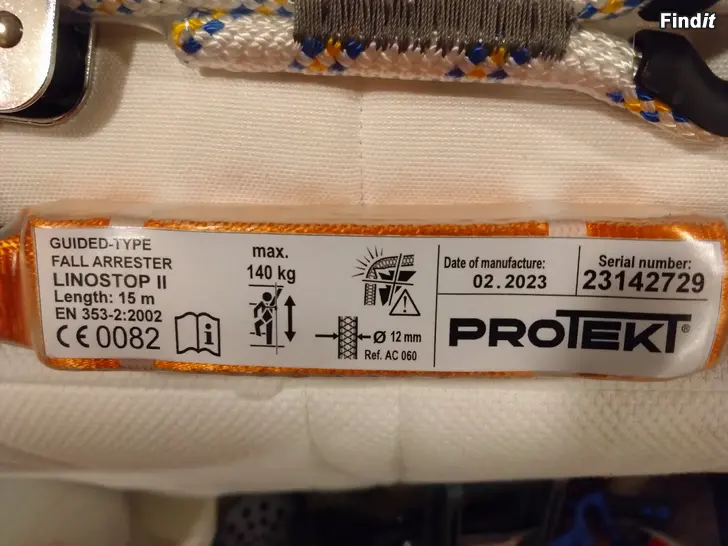 Findit
GUIDED-TYPE
FALL ARRESTER
LINOSTOP II
Length: 15 m
EN 353-2:2002
CE 0082
i
max.
140 kg
Ø 12 mm
Ref. AC 060
Date of manufacture:
02.2023
Serial number:
23142729
PROTEKT®